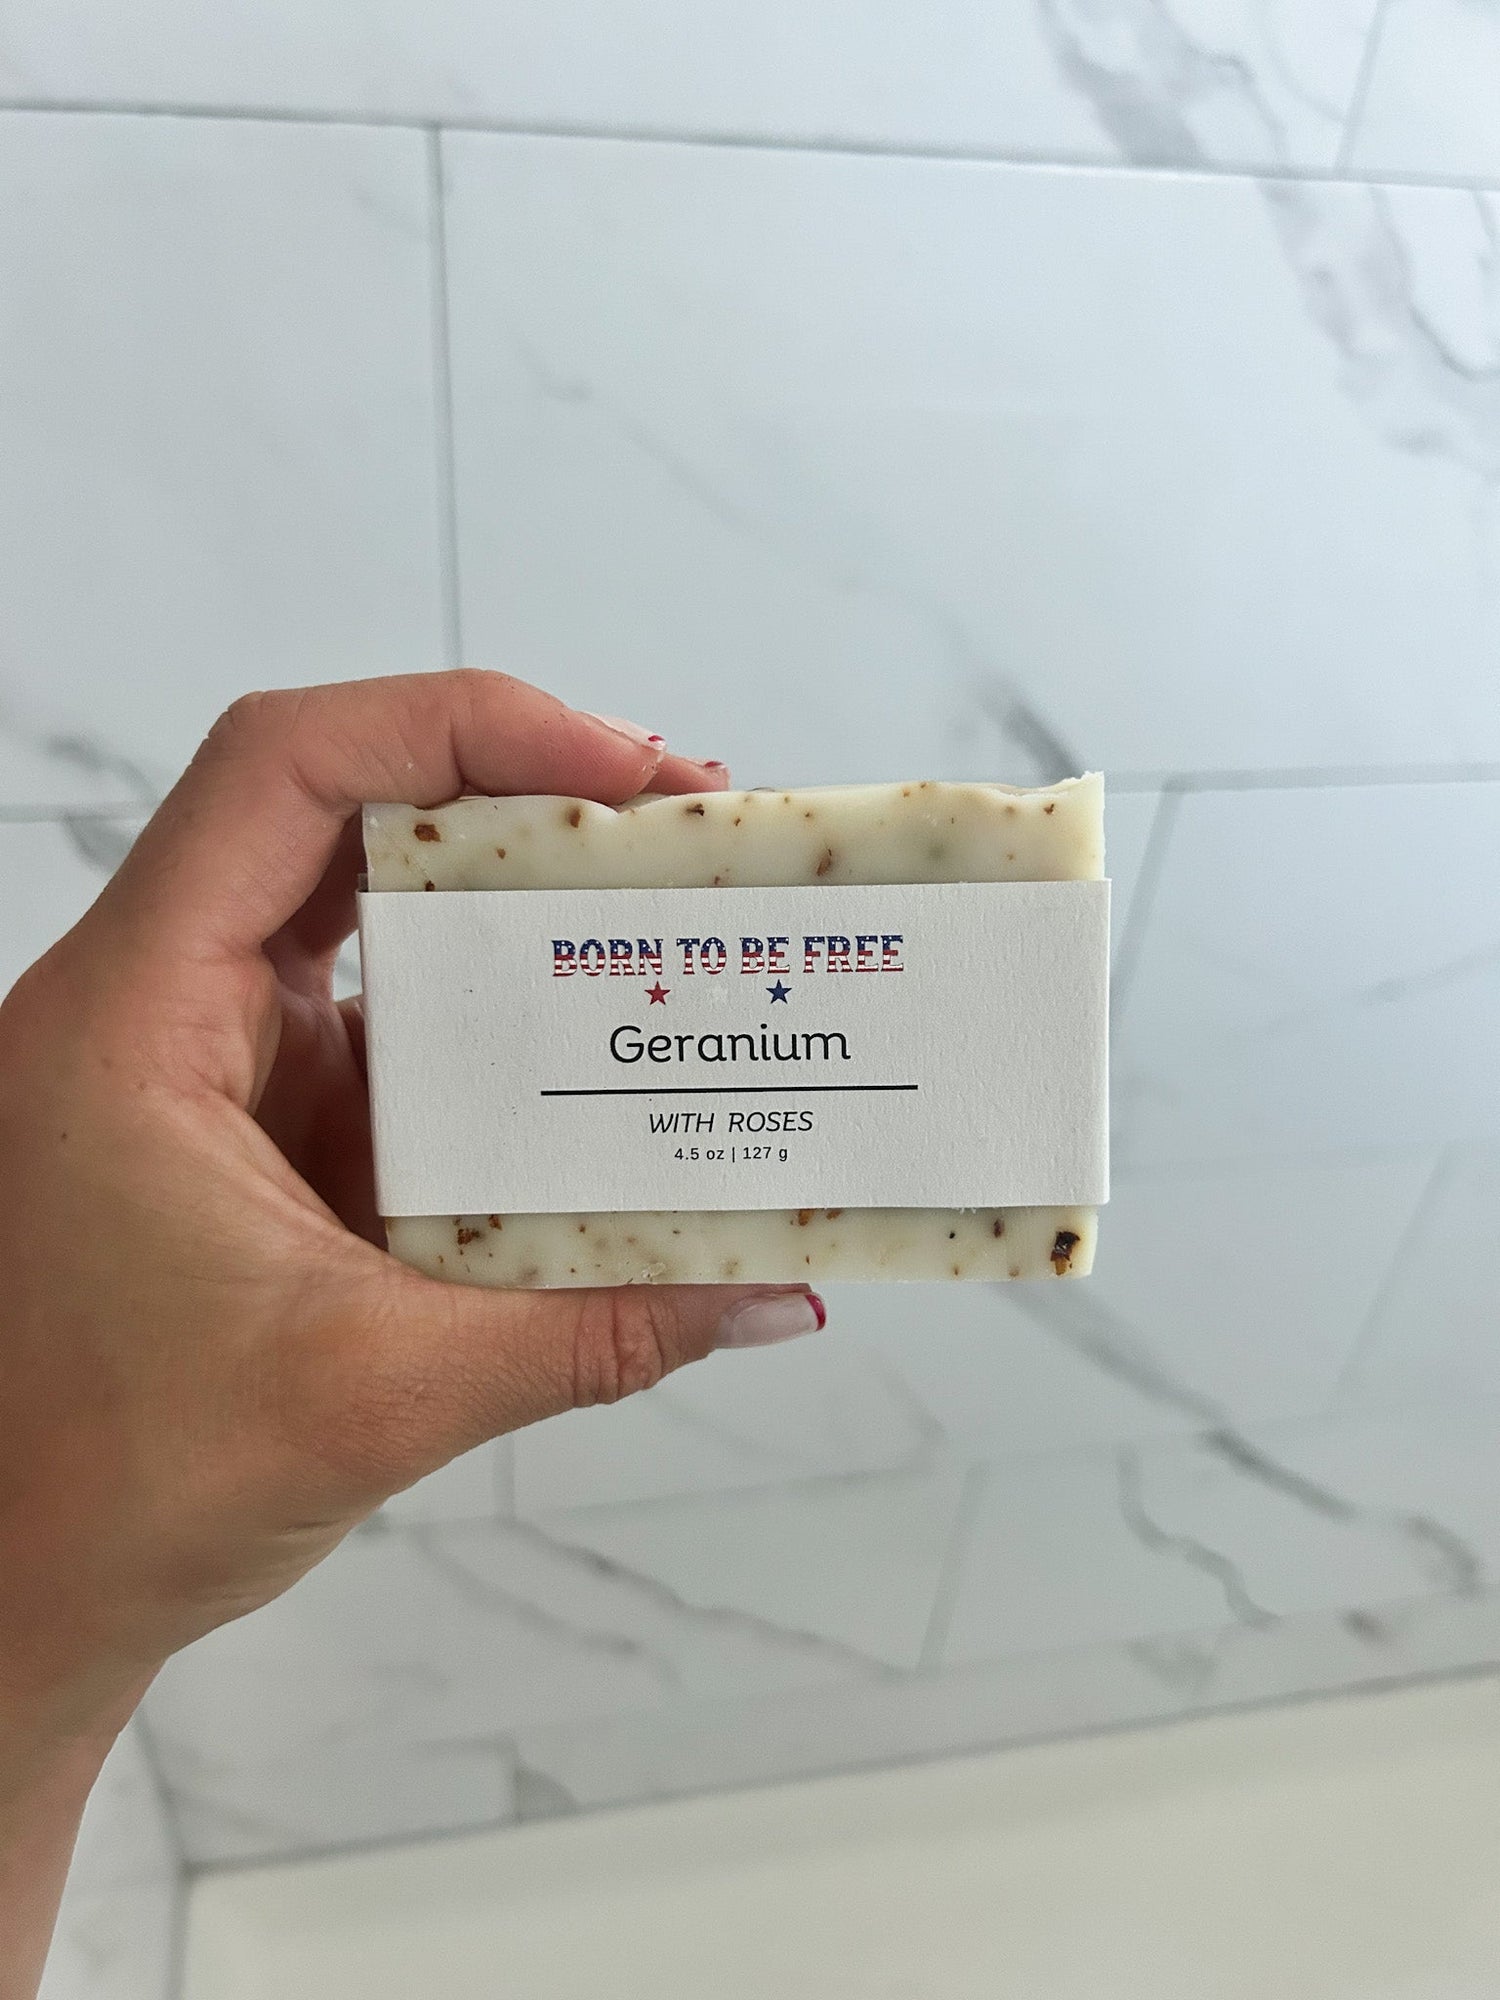 BORN TO BE FREE
Geranium
WITH ROSES
4.5 oz | 127 g